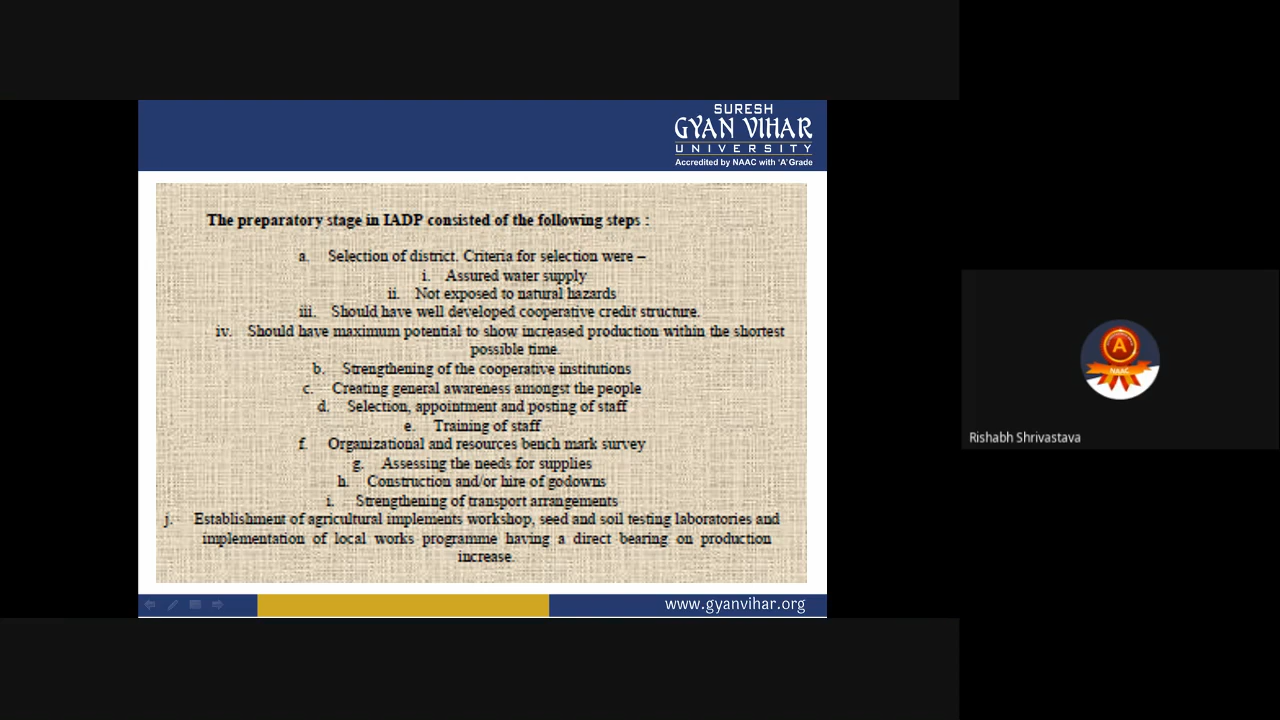 SURESH
GYAN VIHAR
UNIVERSITY
Accredited by NAAC with 'A' Grade
The preparatory stage in IADP consisted of the following steps :
a. Selection of district. Criteria for selection were –
i. Assured water supply
ii. Not exposed to natural hazards
iii. Should have well developed cooperative credit structure.
iv. Should have maximum potential to show increased production within the shortest
possible time.
b. Strengthening of the cooperative institutions
c. Creating general awareness amongst the people
d. Selection, appointment and posting of staff
e. Training of staff
f. Organizational and resources bench mark survey
g. Assessing the needs for supplies
h. Construction and/or hire of godowns
i. Strengthening of transport arrangements
j. Establishment of agricultural implements workshop, seed and soil testing laboratories and
implementation of local works programme having a direct bearing on production
increase.
www.gyanvihar.org
A
NAAC
Rishabh Shrivastava